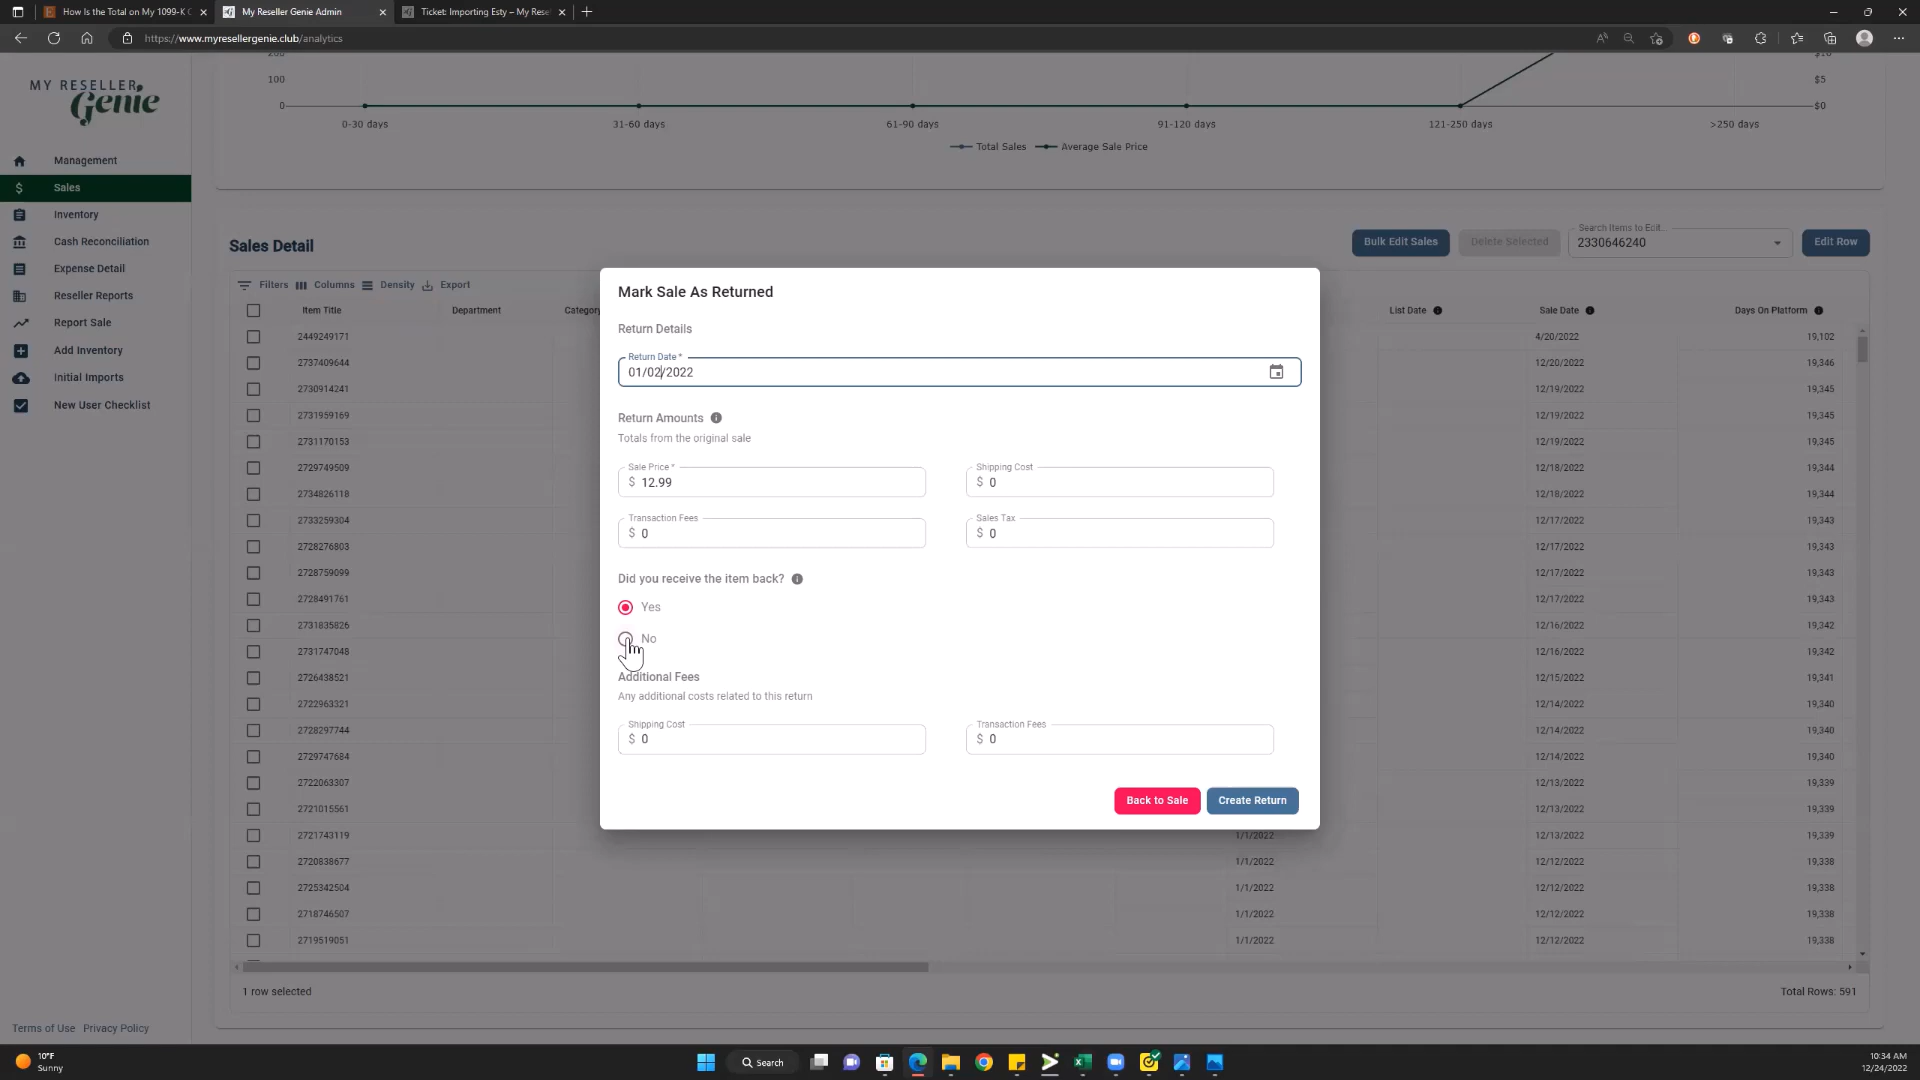 How Is the Total on My 1099-K C
My Reseller Genie Admin
Ticket: Importing Esty – My Rese
https://www.myresellergenie.club/analytics
MY RESELLER
Genie
Management
$ Sales
Inventory
Cash Reconciliation
Expense Detail
Reseller Reports
Report Sale
Add Inventory
Initial Imports
New User Checklist
Terms of Use Privacy Policy
200
100
0
$10
$5
$0
0-30 days 31-60 days 61-90 days 91-120 days 121-250 days >250 days
Total Sales Average Sale Price
Sales Detail
Bulk Edit Sales Delete Selected
Search Items to Edit...
2330646240
Edit Row
Filters Columns Density Export
Item Title Department Category List Date Sale Date Days On Platform
2449249171 4/20/2022 19,102
2737409644 12/20/2022 19,346
2730914241 12/19/2022 19,345
2731959169 12/19/2022 19,345
2731170153 12/19/2022 19,345
2729749509 12/18/2022 19,344
2734826118 12/18/2022 19,344
2733259304 12/17/2022 19,343
2728276803 12/17/2022 19,343
2728759099 12/17/2022 19,343
2728491761 12/17/2022 19,343
2731835826 12/16/2022 19,342
2731747048 12/16/2022 19,342
2726438521 12/15/2022 19,341
2722963321 12/14/2022 19,340
2728297744 12/14/2022 19,340
2729747684 12/14/2022 19,340
2722063307 12/13/2022 19,339
2721015561 12/13/2022 19,339
2721743119 1/1/2022 12/13/2022 19,339
2720838677 1/1/2022 12/12/2022 19,338
2725342504 1/1/2022 12/12/2022 19,338
2718746507 1/1/2022 12/12/2022 19,338
2719519051 1/1/2022 12/12/2022 19,338
1 row selected
Total Rows: 591
Mark Sale As Returned
Return Details
Return Date *
01/02/2022
Return Amounts
Totals from the original sale
Sale Price *
$ 12.99
Shipping Cost
$ 0
Transaction Fees
$ 0
Sales Tax
$ 0
Did you receive the item back?
Yes
No
Additional Fees
Any additional costs related to this return
Shipping Cost
$ 0
Transaction Fees
$ 0
Back to Sale
Create Return
10°F
Sunny
Search
10:34 AM
12/24/2022